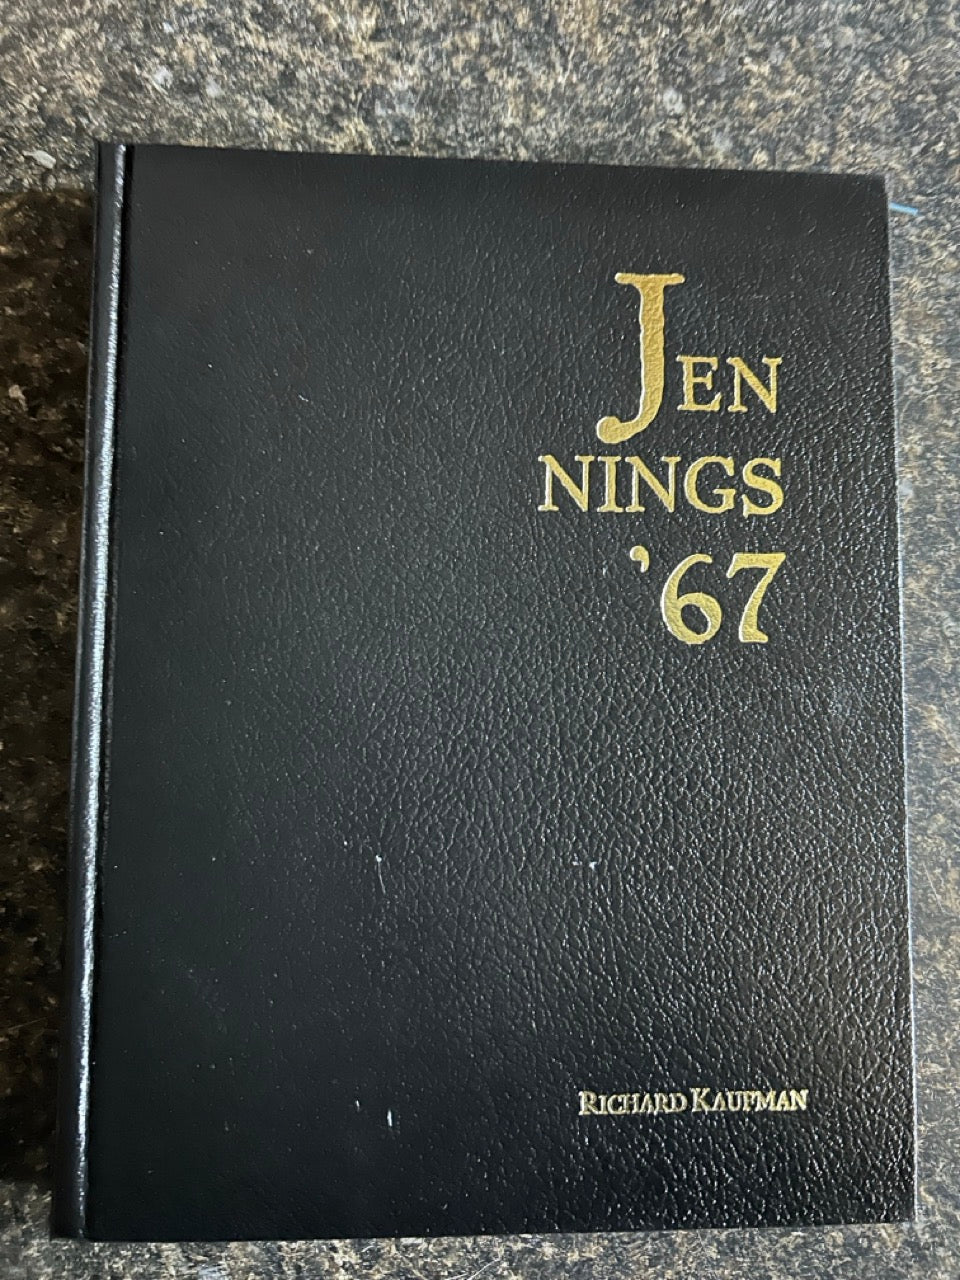 JEN
NINGS
'67
RICHARD KAUFMAN